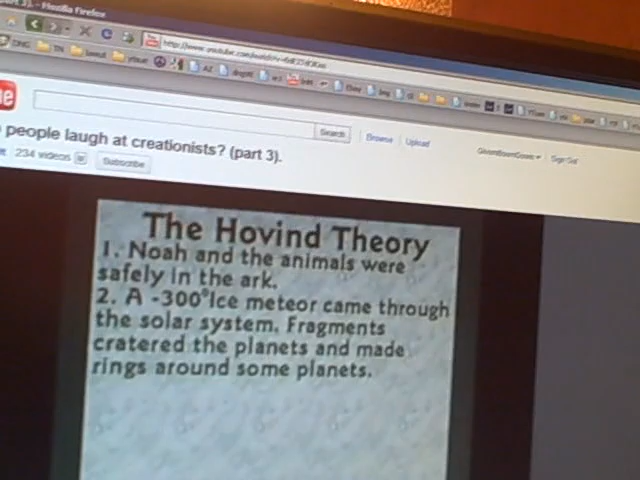 - Mozilla Firefox
Search
Browse
Upload
people laugh at creationists? (part 3).
234 videos
Subscribe
Sign Out
The Hovind Theory
1. Noah and the animals were
safely in the ark.
2. A -300°Ice meteor came through
the solar system. Fragments
cratered the planets and made
rings around some planets.